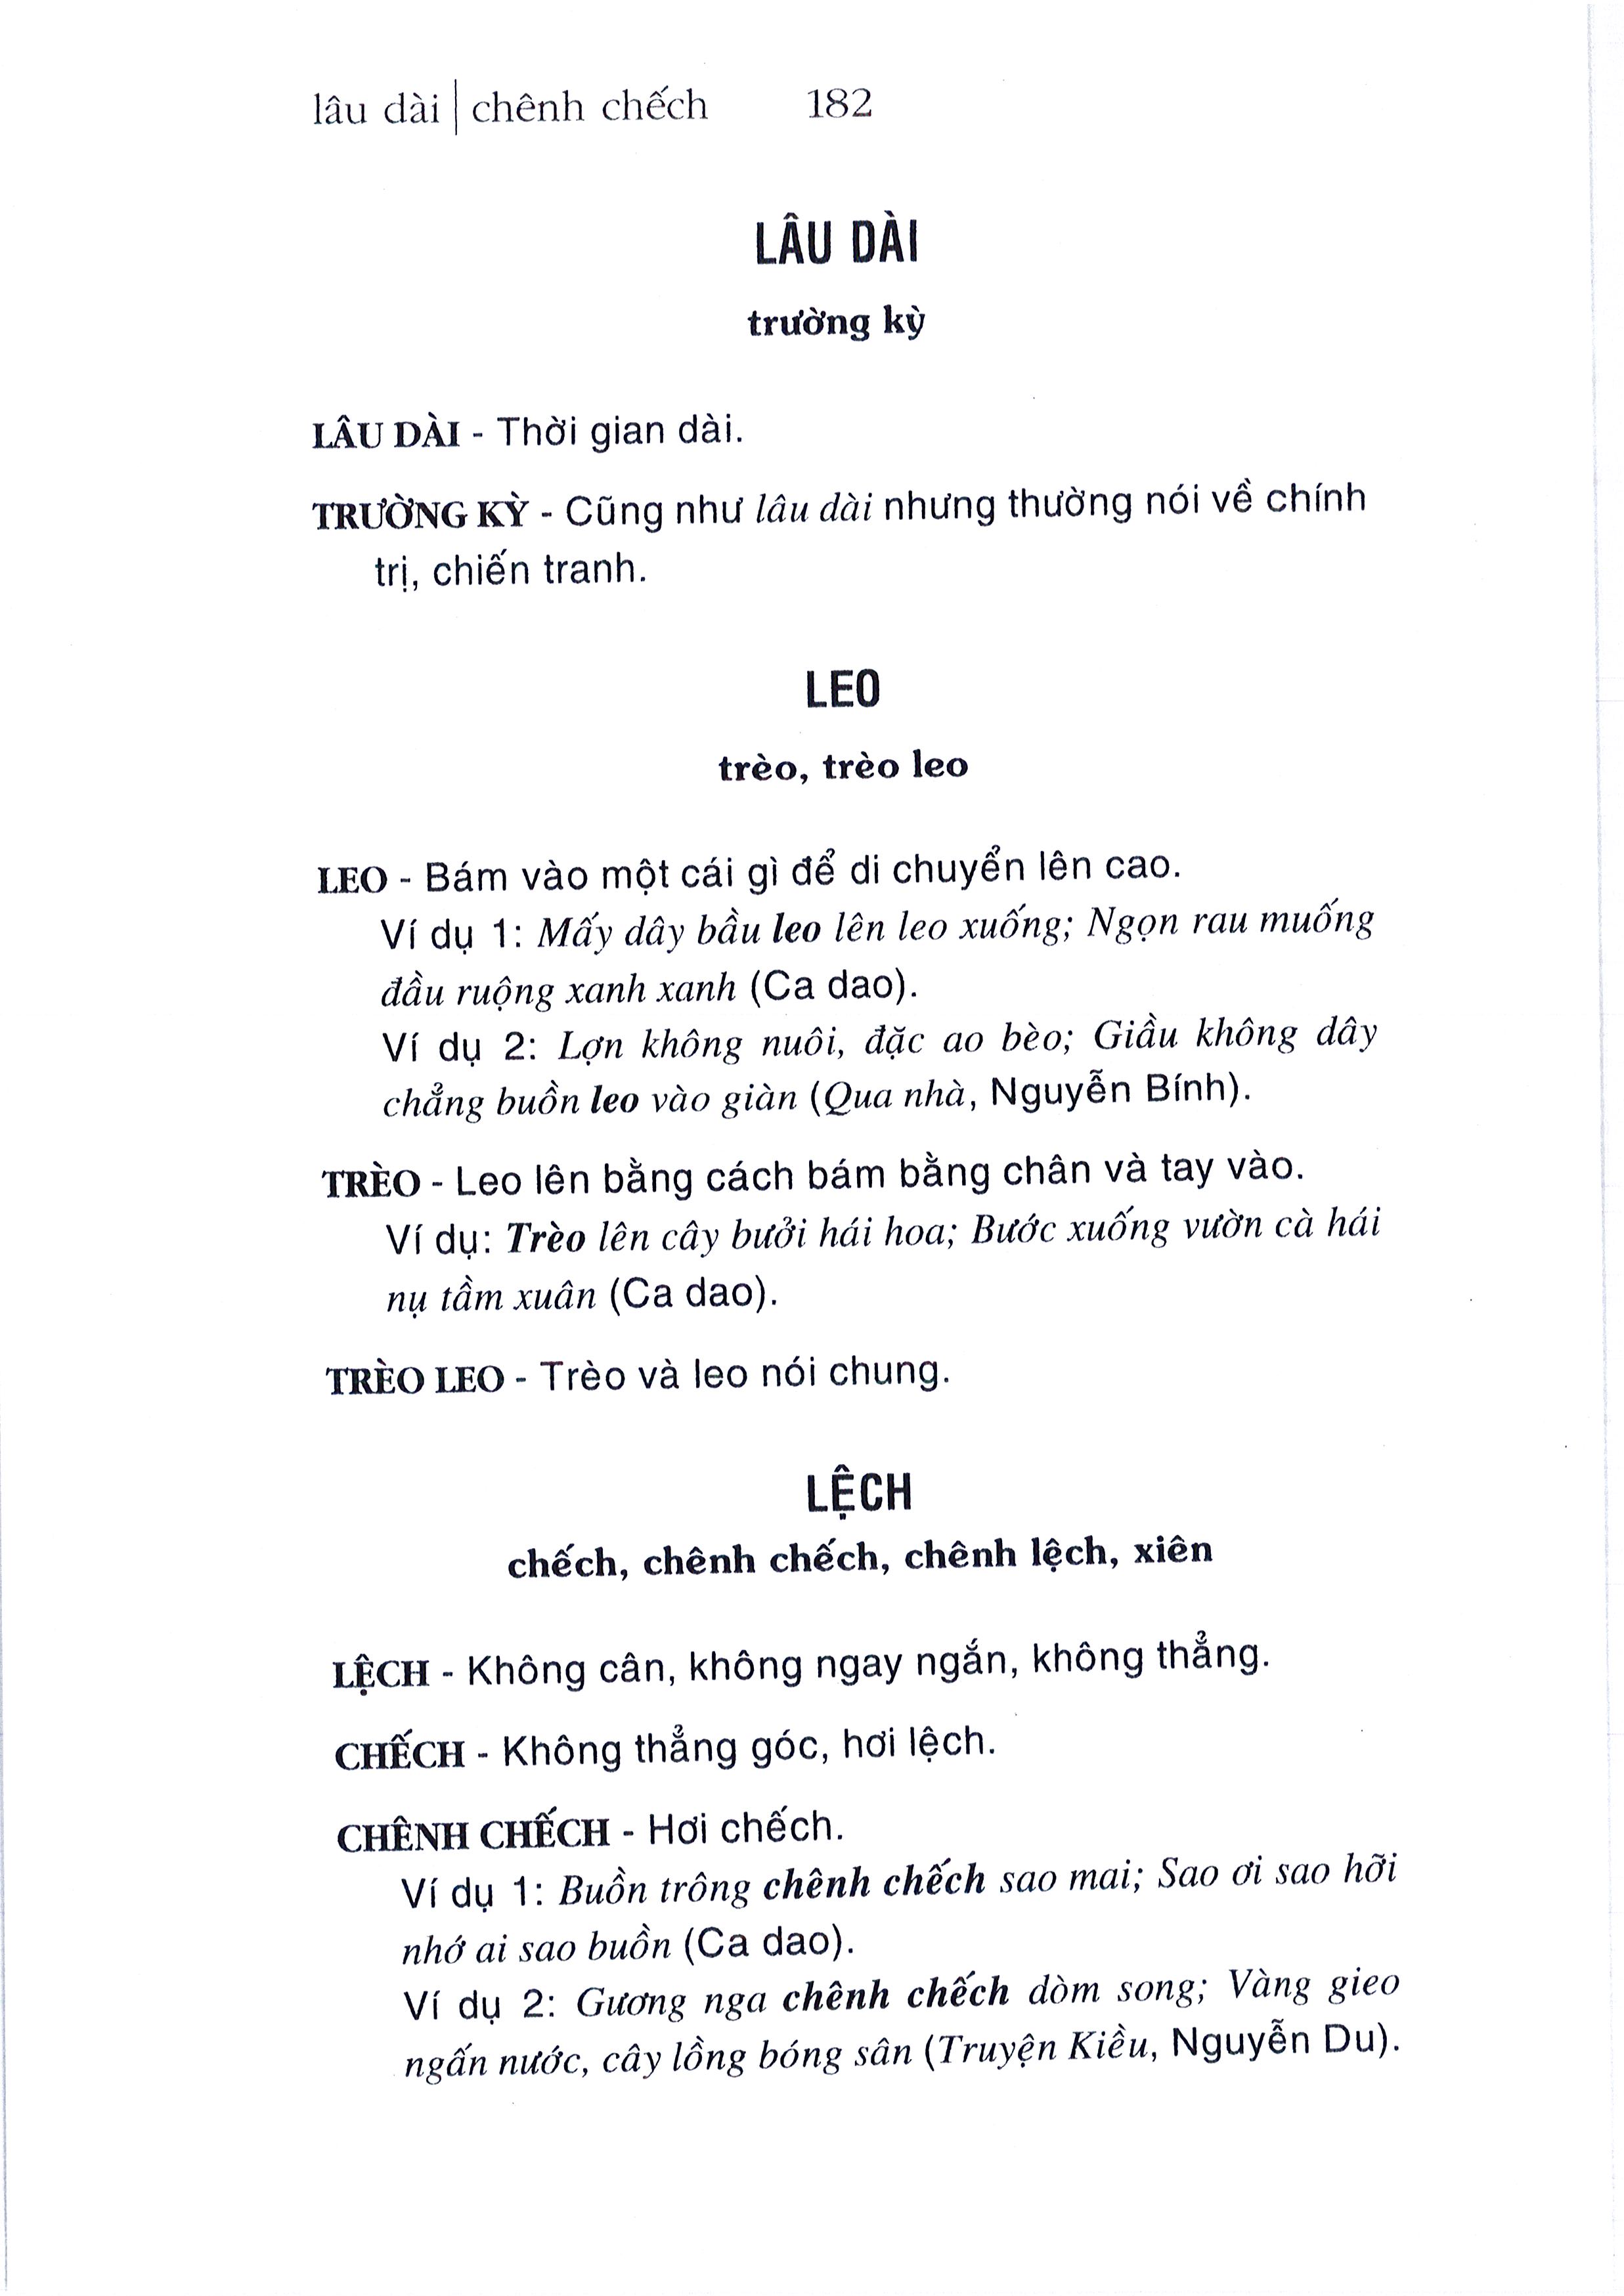 lâu dài | chênh chếch 182
LÂU DÀI
trường kỳ
LÂU DÀI - Thời gian dài.
TRƯỜNG KỲ - Cũng như lâu dài nhưng thường nói về chính
trị, chiến tranh.
LEO
trèo, trèo leo
LEO - Bám vào một cái gì để di chuyển lên cao.
Ví dụ 1: Mấy dây bầu leo lên leo xuống; Ngọn rau muống
đầu ruộng xanh xanh (Ca dao).
Ví dụ 2: Lợn không nuôi, đặc ao bèo; Giầu không dây
chẳng buồn leo vào giàn (Qua nhà, Nguyễn Bính).
TRÈO - Leo lên bằng cách bám bằng chân và tay vào.
Ví dụ: Trèo lên cây bưởi hái hoa; Bước xuống vườn cà hái
nụ tầm xuân (Ca dao).
TRÈO LEO - Trèo và leo nói chung.
LỆCH
chếch, chênh chếch, chênh lệch, xiên
LỆCH - Không cân, không ngay ngắn, không thẳng.
CHẾCH - Không thẳng góc, hơi lệch.
CHÊNH CHẾCH - Hơi chếch.
Ví dụ 1: Buồn trông chênh chếch sao mai; Sao ơi sao hỡi
nhớ ai sao buồn (Ca dao).
Ví dụ 2: Gương nga chênh chếch dòm song; Vàng gieo
ngấn nước, cây lồng bóng sân (Truyện Kiều, Nguyễn Du).